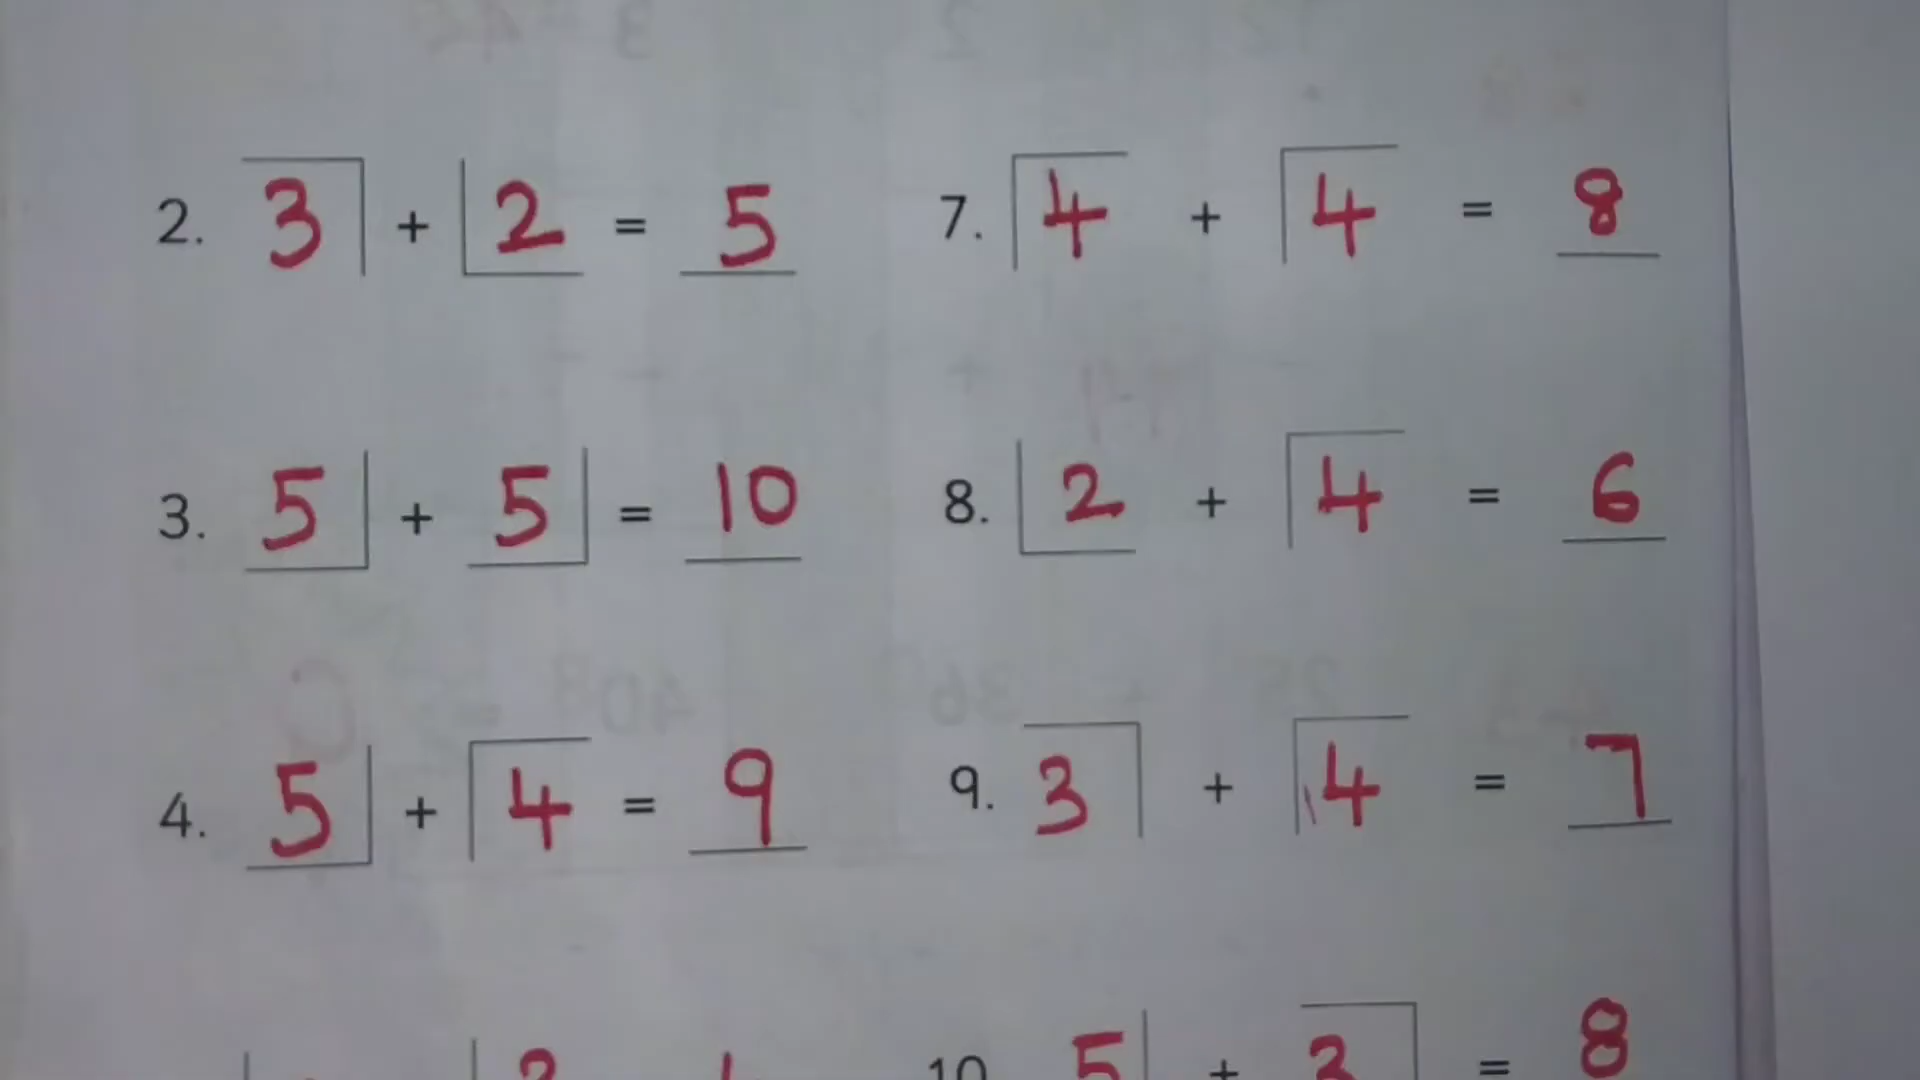 2. 3 + 2 = 5
3. 5 + 5 = 10
4. 5 + 4 = 9
2
7. 4 + 4 = 8
8. 2 + 4 = 6
9. 3 + 4 = 7
10. 5 + 3 = 8